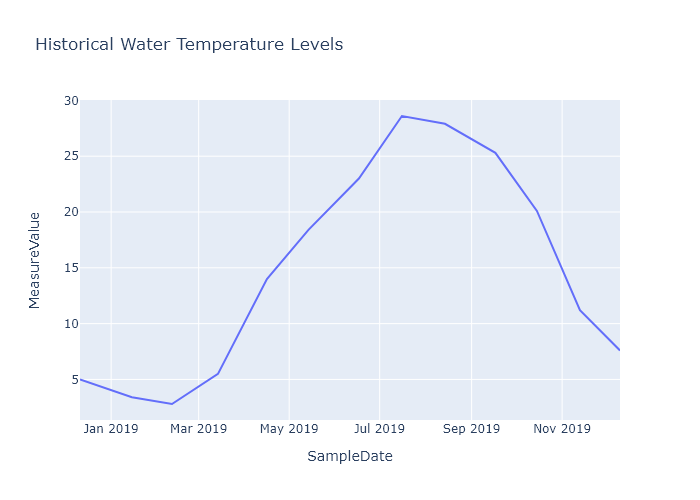 Historical Water Temperature Levels
30
25
20
15
10
5
MeasureValue
Jan 2019 Mar 2019 May 2019 Jul 2019 Sep 2019 Nov 2019
SampleDate